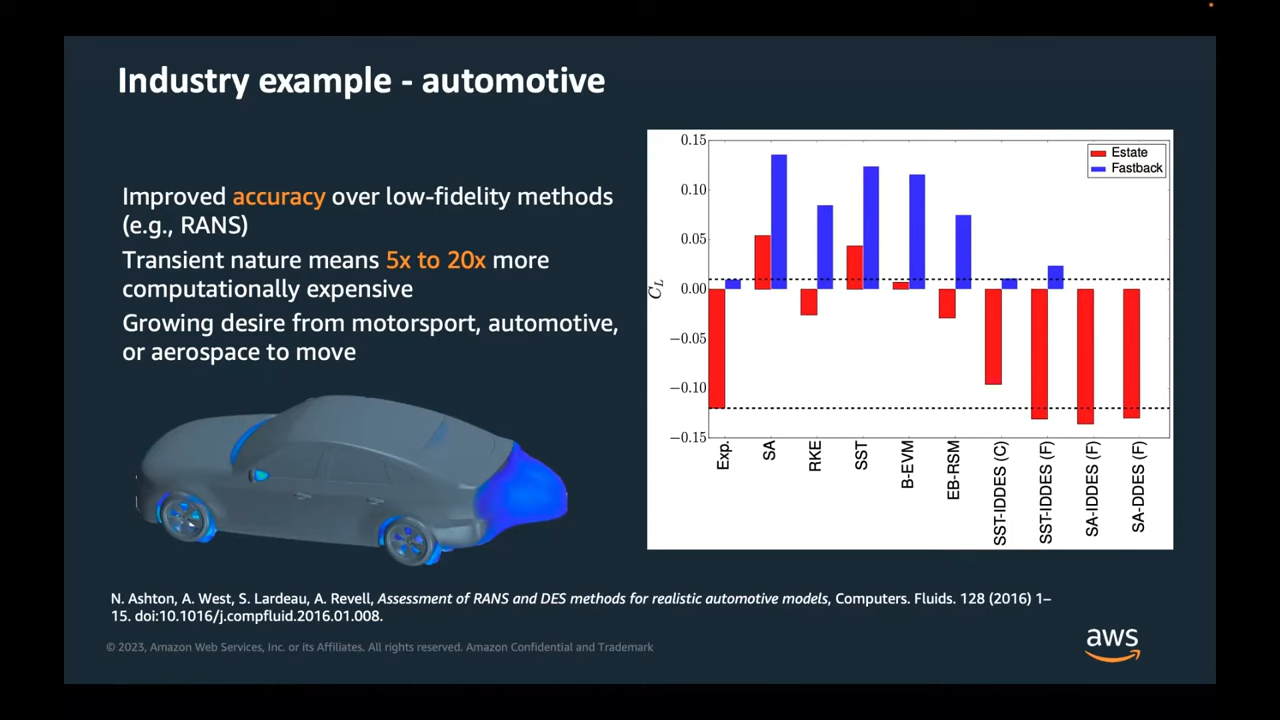 Industry example - automotive
Improved accuracy over low-fidelity methods
(e.g., RANS)
Transient nature means 5x to 20x more
computationally expensive
Growing desire from motorsport, automotive,
or aerospace to move
0.15
0.10
0.05
0.00
−0.05
−0.10
−0.15
C_L
Estate
Fastback
Exp.
SA
RKE
SST
B-EVM
EB-RSM
SST-IDDES (C)
SST-IDDES (F)
SA-IDDES (F)
SA-DDES (F)
N. Ashton, A. West, S. Lardeau, A. Revell, Assessment of RANS and DES methods for realistic automotive models, Computers. Fluids. 128 (2016) 1–
15. doi:10.1016/j.compfluid.2016.01.008.
© 2023, Amazon Web Services, Inc. or its Affiliates. All rights reserved. Amazon Confidential and Trademark
aws